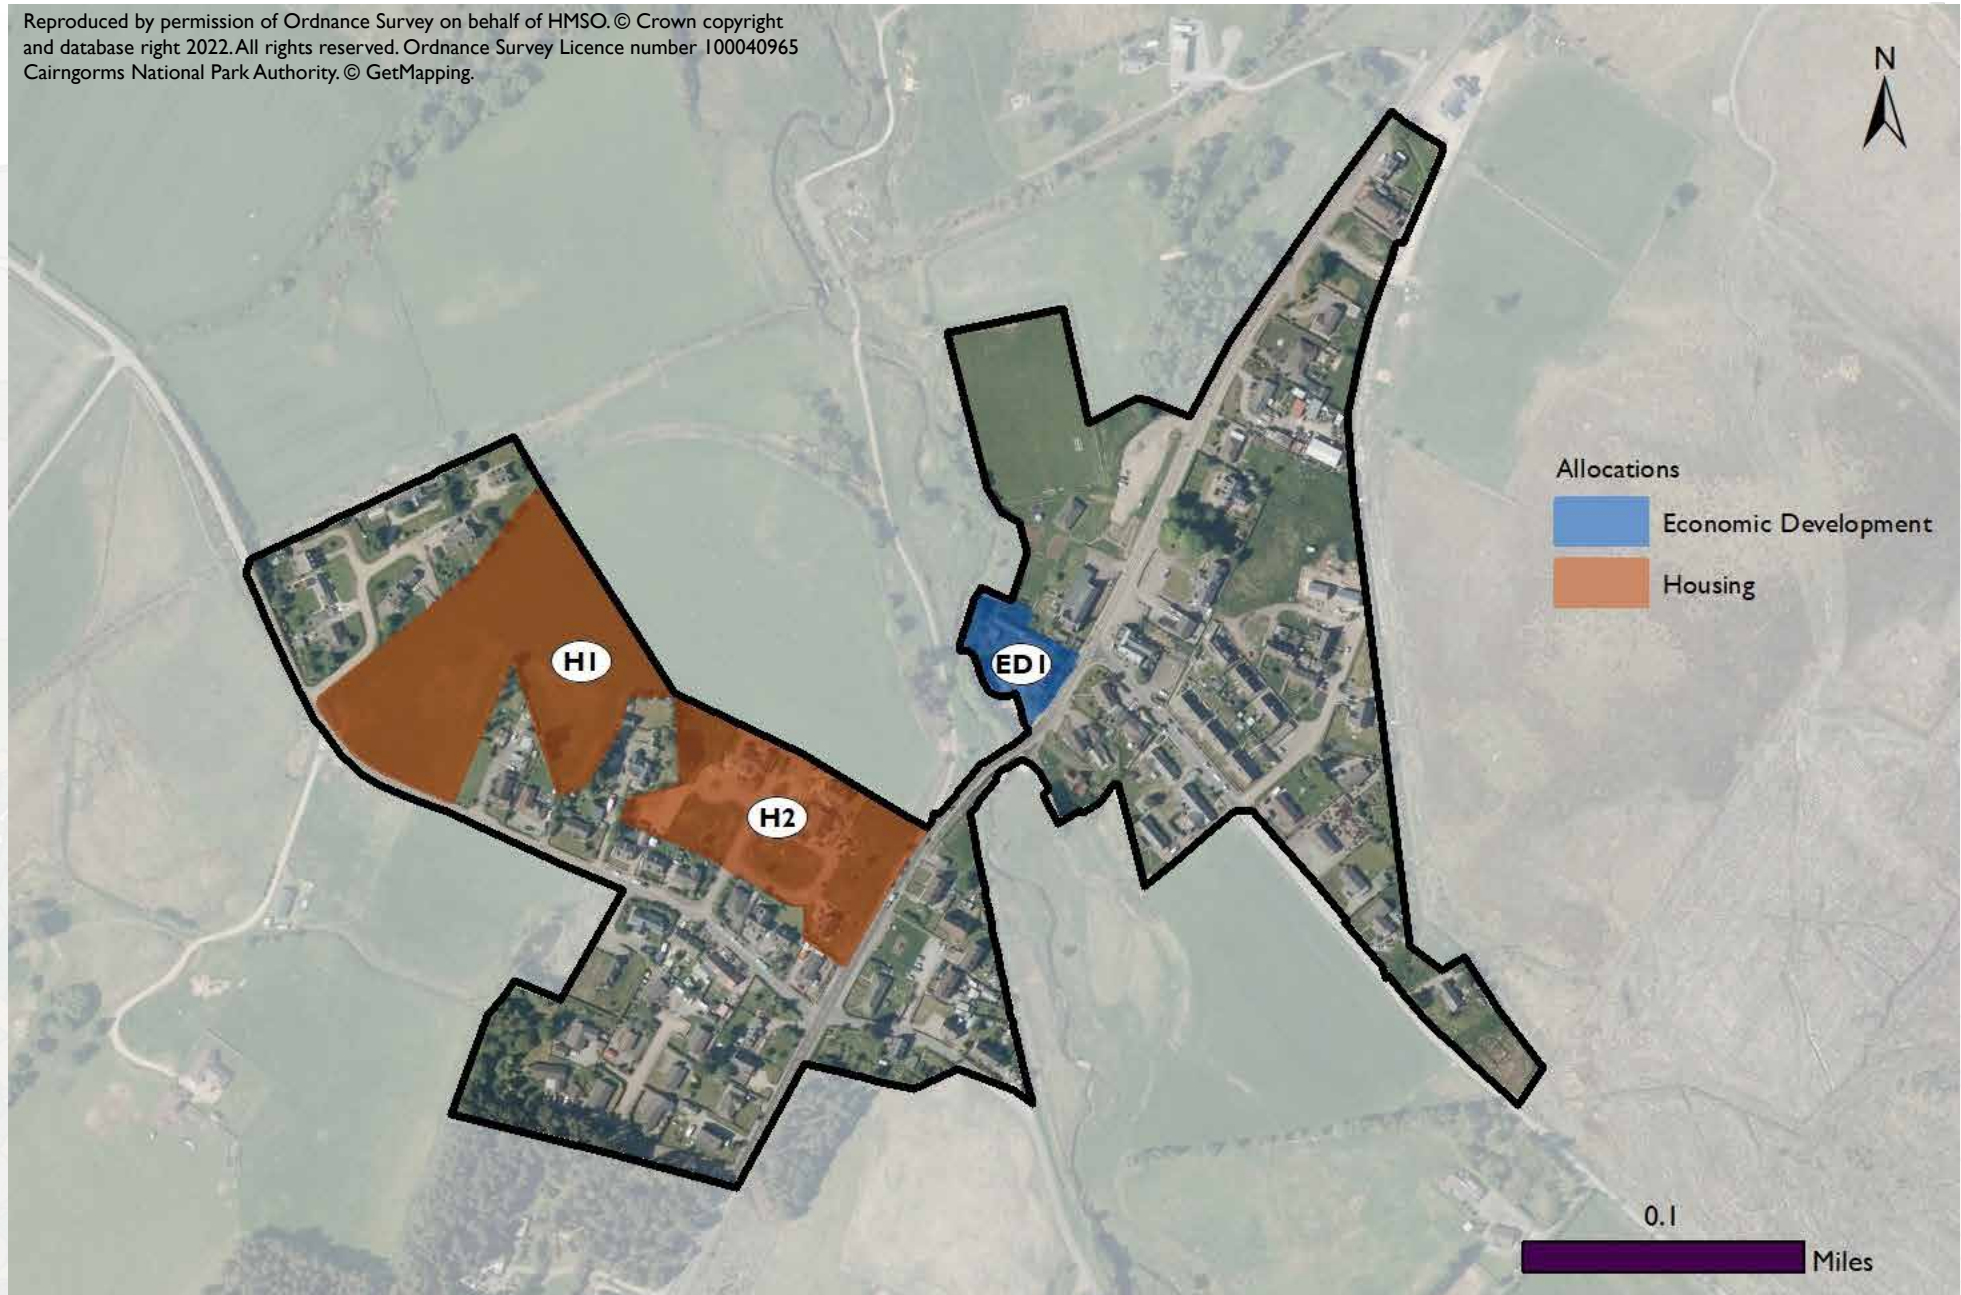 Reproduced by permission of Ordnance Survey on behalf of HMSO. © Crown copyright
and database right 2022. All rights reserved. Ordnance Survey Licence number 100040965
Cairngorms National Park Authority. © GetMapping.
N
Allocations
Economic Development
Housing
H1
ED1
H2
0.1
Miles